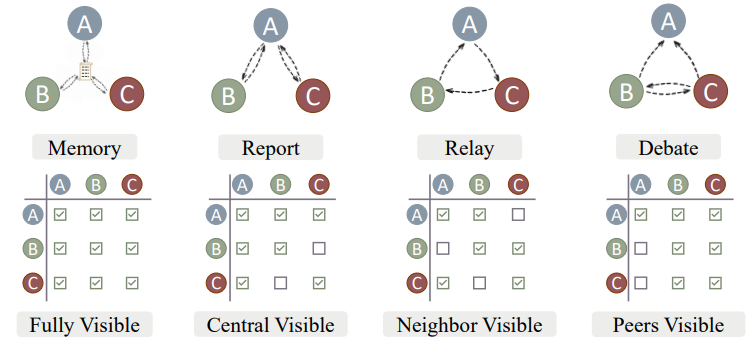 A
B C
Memory
A
B C
Report
A
B C
Relay
A
B C
Debate
A B C
A
B
C
Fully Visible
A B C
A
B
C
Central Visible
A B C
A
B
C
Neighbor Visible
A B C
A
B
C
Peers Visible